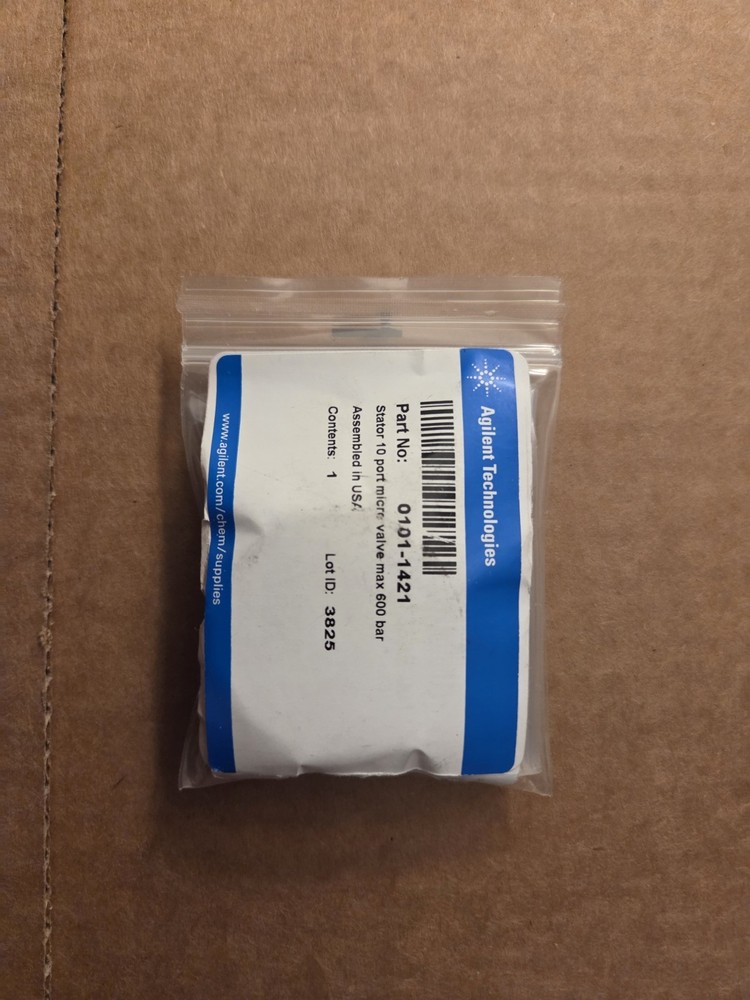 Agilent Technologies
Part No: 0101-1421
Stator 10 port micro valve max 600 bar
Assembled in USA
Contents: 1 Lot ID: 3825
www.agilent.com/chem/supplies